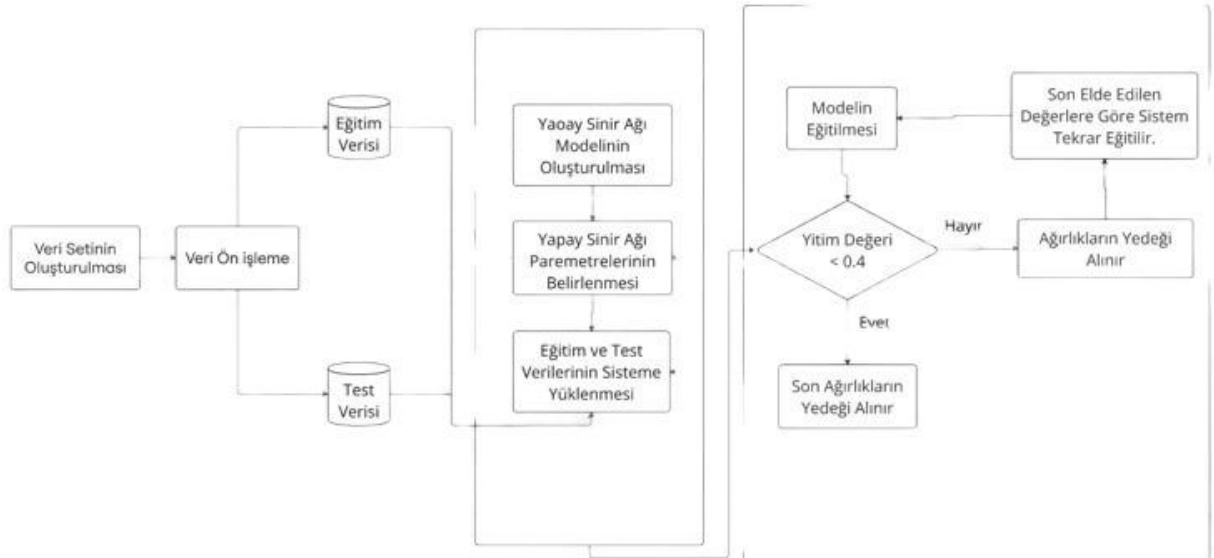 Veri Setinin
Oluşturulması
Veri Ön işleme
Eğitim
Verisi
Test
Verisi
Yaoay Sinir Ağı
Modelinin
Oluşturulması
Yapay Sinir Ağı
Paremetrelerinin
Belirlenmesi
Eğitim ve Test
Verilerinin Sisteme
Yüklenmesi
Modelin
Eğitilmesi
Son Elde Edilen
Değerlere Göre Sistem
Tekrar Eğitilir.
Yitim Değeri
< 0.4
Hayır
Ağırlıkların Yedeği
Alınır
Evet
Son Ağırlıkların
Yedeği Alınır